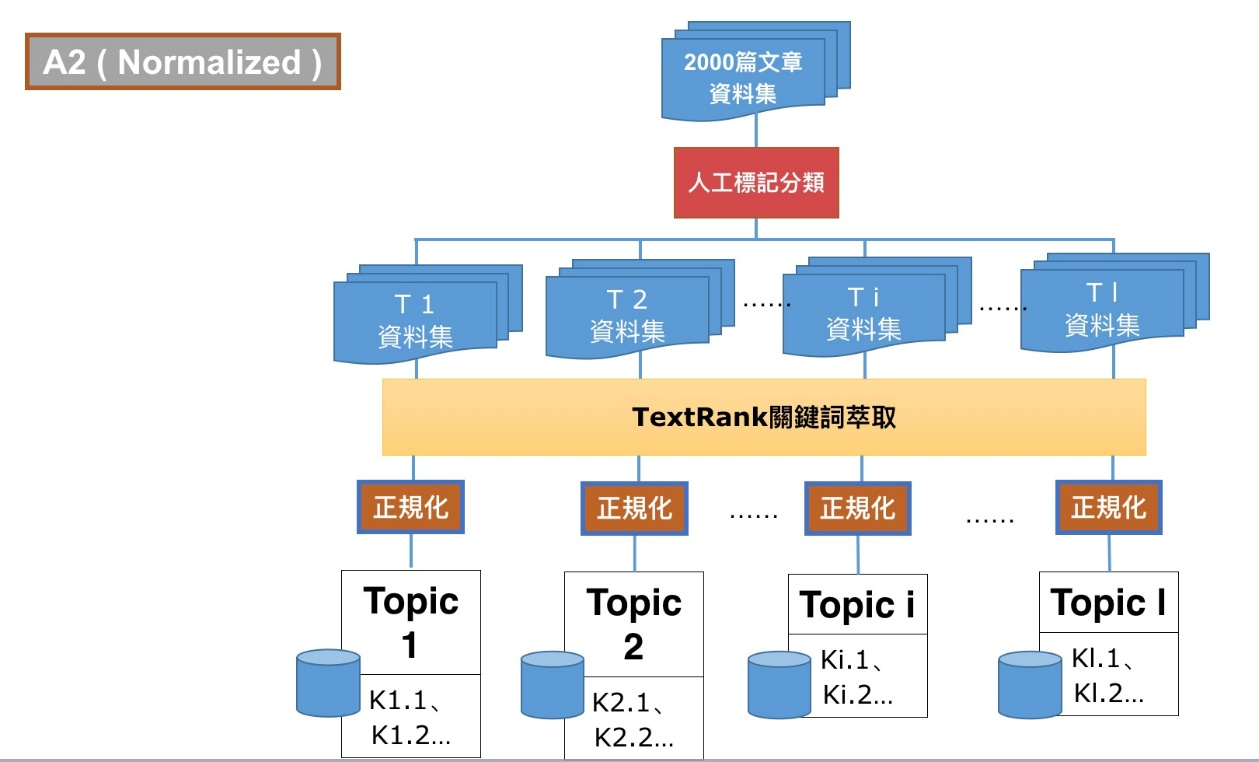 A2 ( Normalized )
2000篇文章
資料集
人工標記分類
T 1
資料集
T 2
資料集
......
T i
資料集
......
T l
資料集
TextRank關鍵詞萃取
正規化
正規化
......
正規化
......
正規化
Topic
1
K1.1、
K1.2...
Topic
2
K2.1、
K2.2...
Topic i
Ki.1、
Ki.2...
Topic l
Kl.1、
Kl.2...